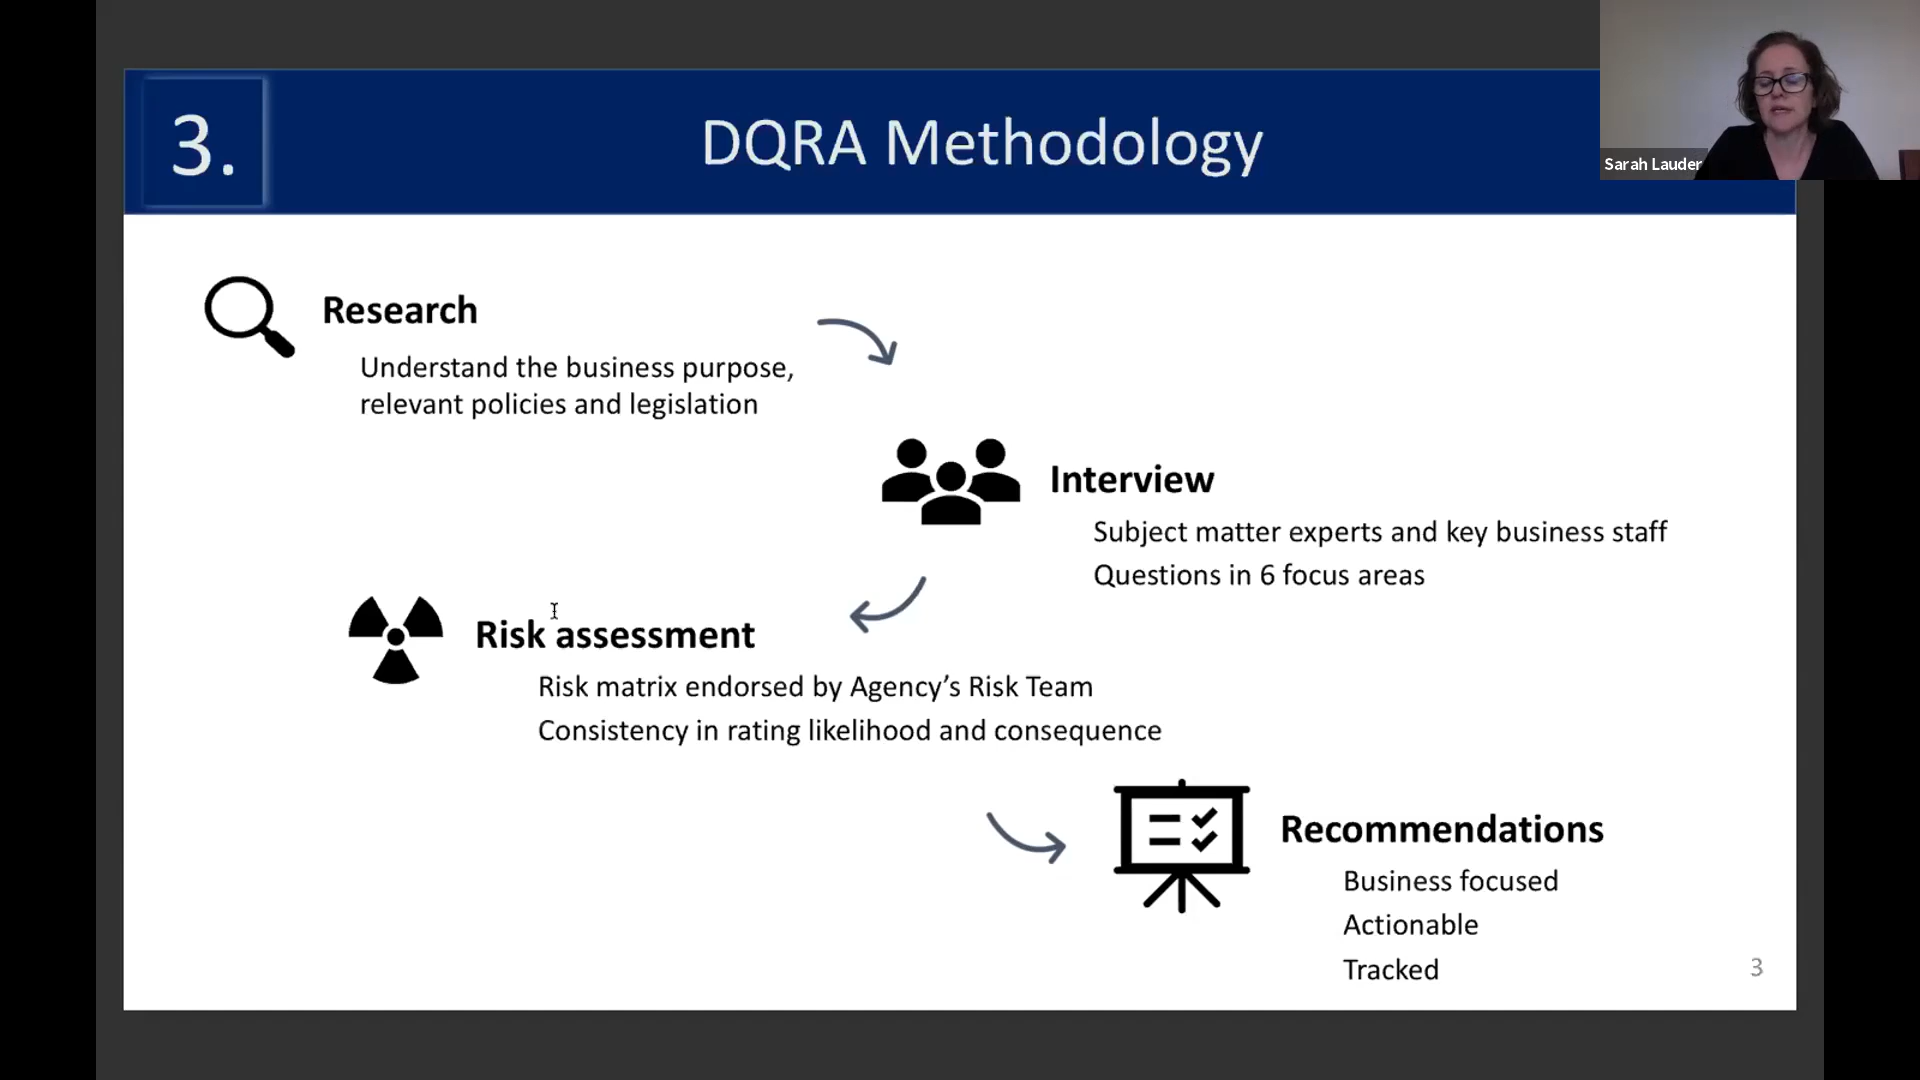 3.
DQRA Methodology
Sarah Lauder
Research
Understand the business purpose,
relevant policies and legislation
Interview
Subject matter experts and key business staff
Questions in 6 focus areas
Risk assessment
Risk matrix endorsed by Agency’s Risk Team
Consistency in rating likelihood and consequence
Recommendations
Business focused
Actionable
Tracked
3